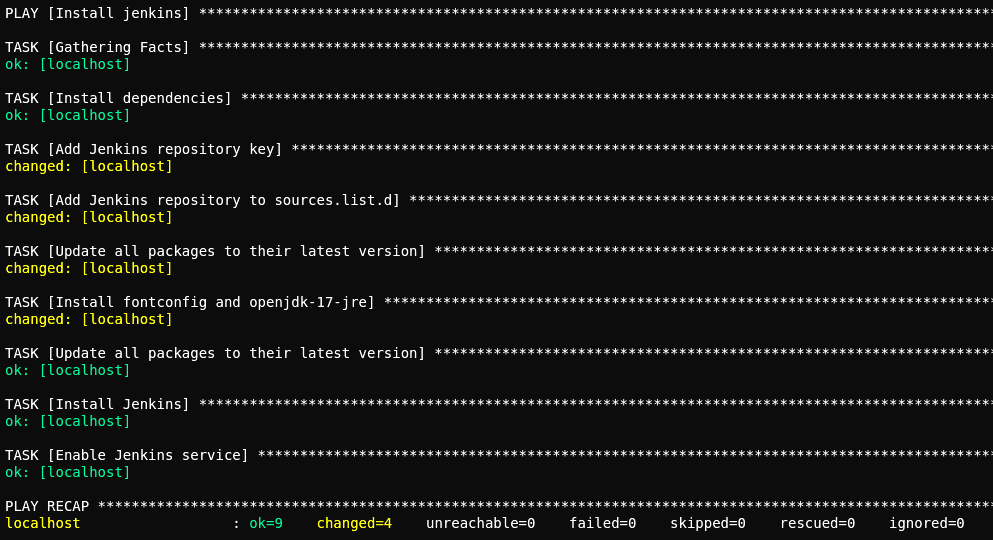 PLAY [Install jenkins] **********************************************************************************************
TASK [Gathering Facts] **********************************************************************************************
ok: [localhost]
TASK [Install dependencies] *****************************************************************************************
changed: [localhost]
TASK [Add Jenkins repository key] ***********************************************************************************
changed: [localhost]
TASK [Add Jenkins repository to sources.list.d] *********************************************************************
changed: [localhost]
TASK [Update all packages to their latest version] ******************************************************************
changed: [localhost]
TASK [Install fontconfig and openjdk-17-jre] ************************************************************************
changed: [localhost]
TASK [Update all packages to their latest version] ******************************************************************
ok: [localhost]
TASK [Install Jenkins] **********************************************************************************************
ok: [localhost]
TASK [Enable Jenkins service] ***************************************************************************************
ok: [localhost]
PLAY RECAP **********************************************************************************************************
localhost                  : ok=9    changed=4    unreachable=0    failed=0    skipped=0    rescued=0    ignored=0